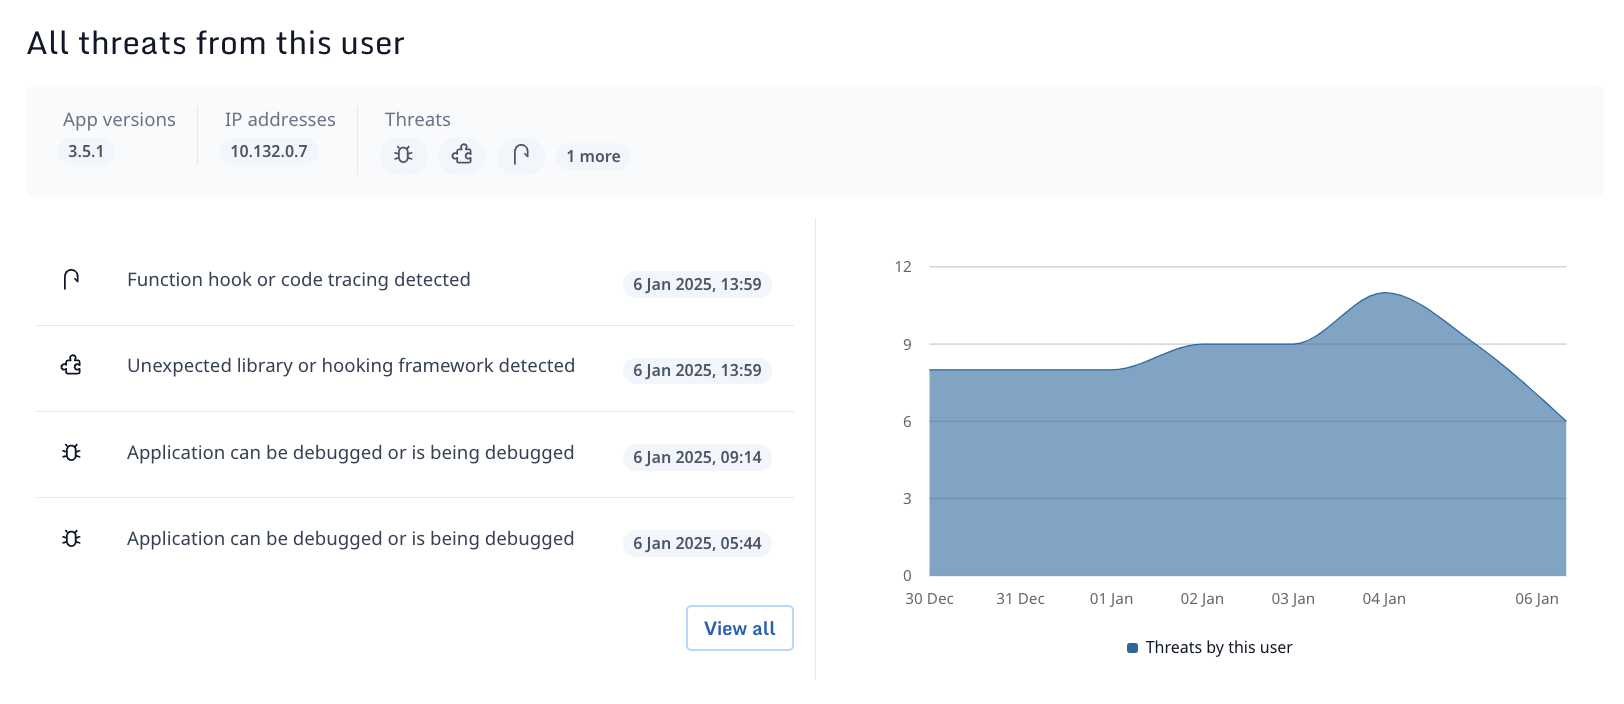 All threats from this user
App versions
3.5.1
IP addresses
10.132.0.7
Threats
1 more
Function hook or code tracing detected
6 Jan 2025, 13:59
Unexpected library or hooking framework detected
6 Jan 2025, 13:59
Application can be debugged or is being debugged
6 Jan 2025, 09:14
Application can be debugged or is being debugged
6 Jan 2025, 05:44
View all
12
9
6
3
0
30 Dec 31 Dec 01 Jan 02 Jan 03 Jan 04 Jan 06 Jan
Threats by this user